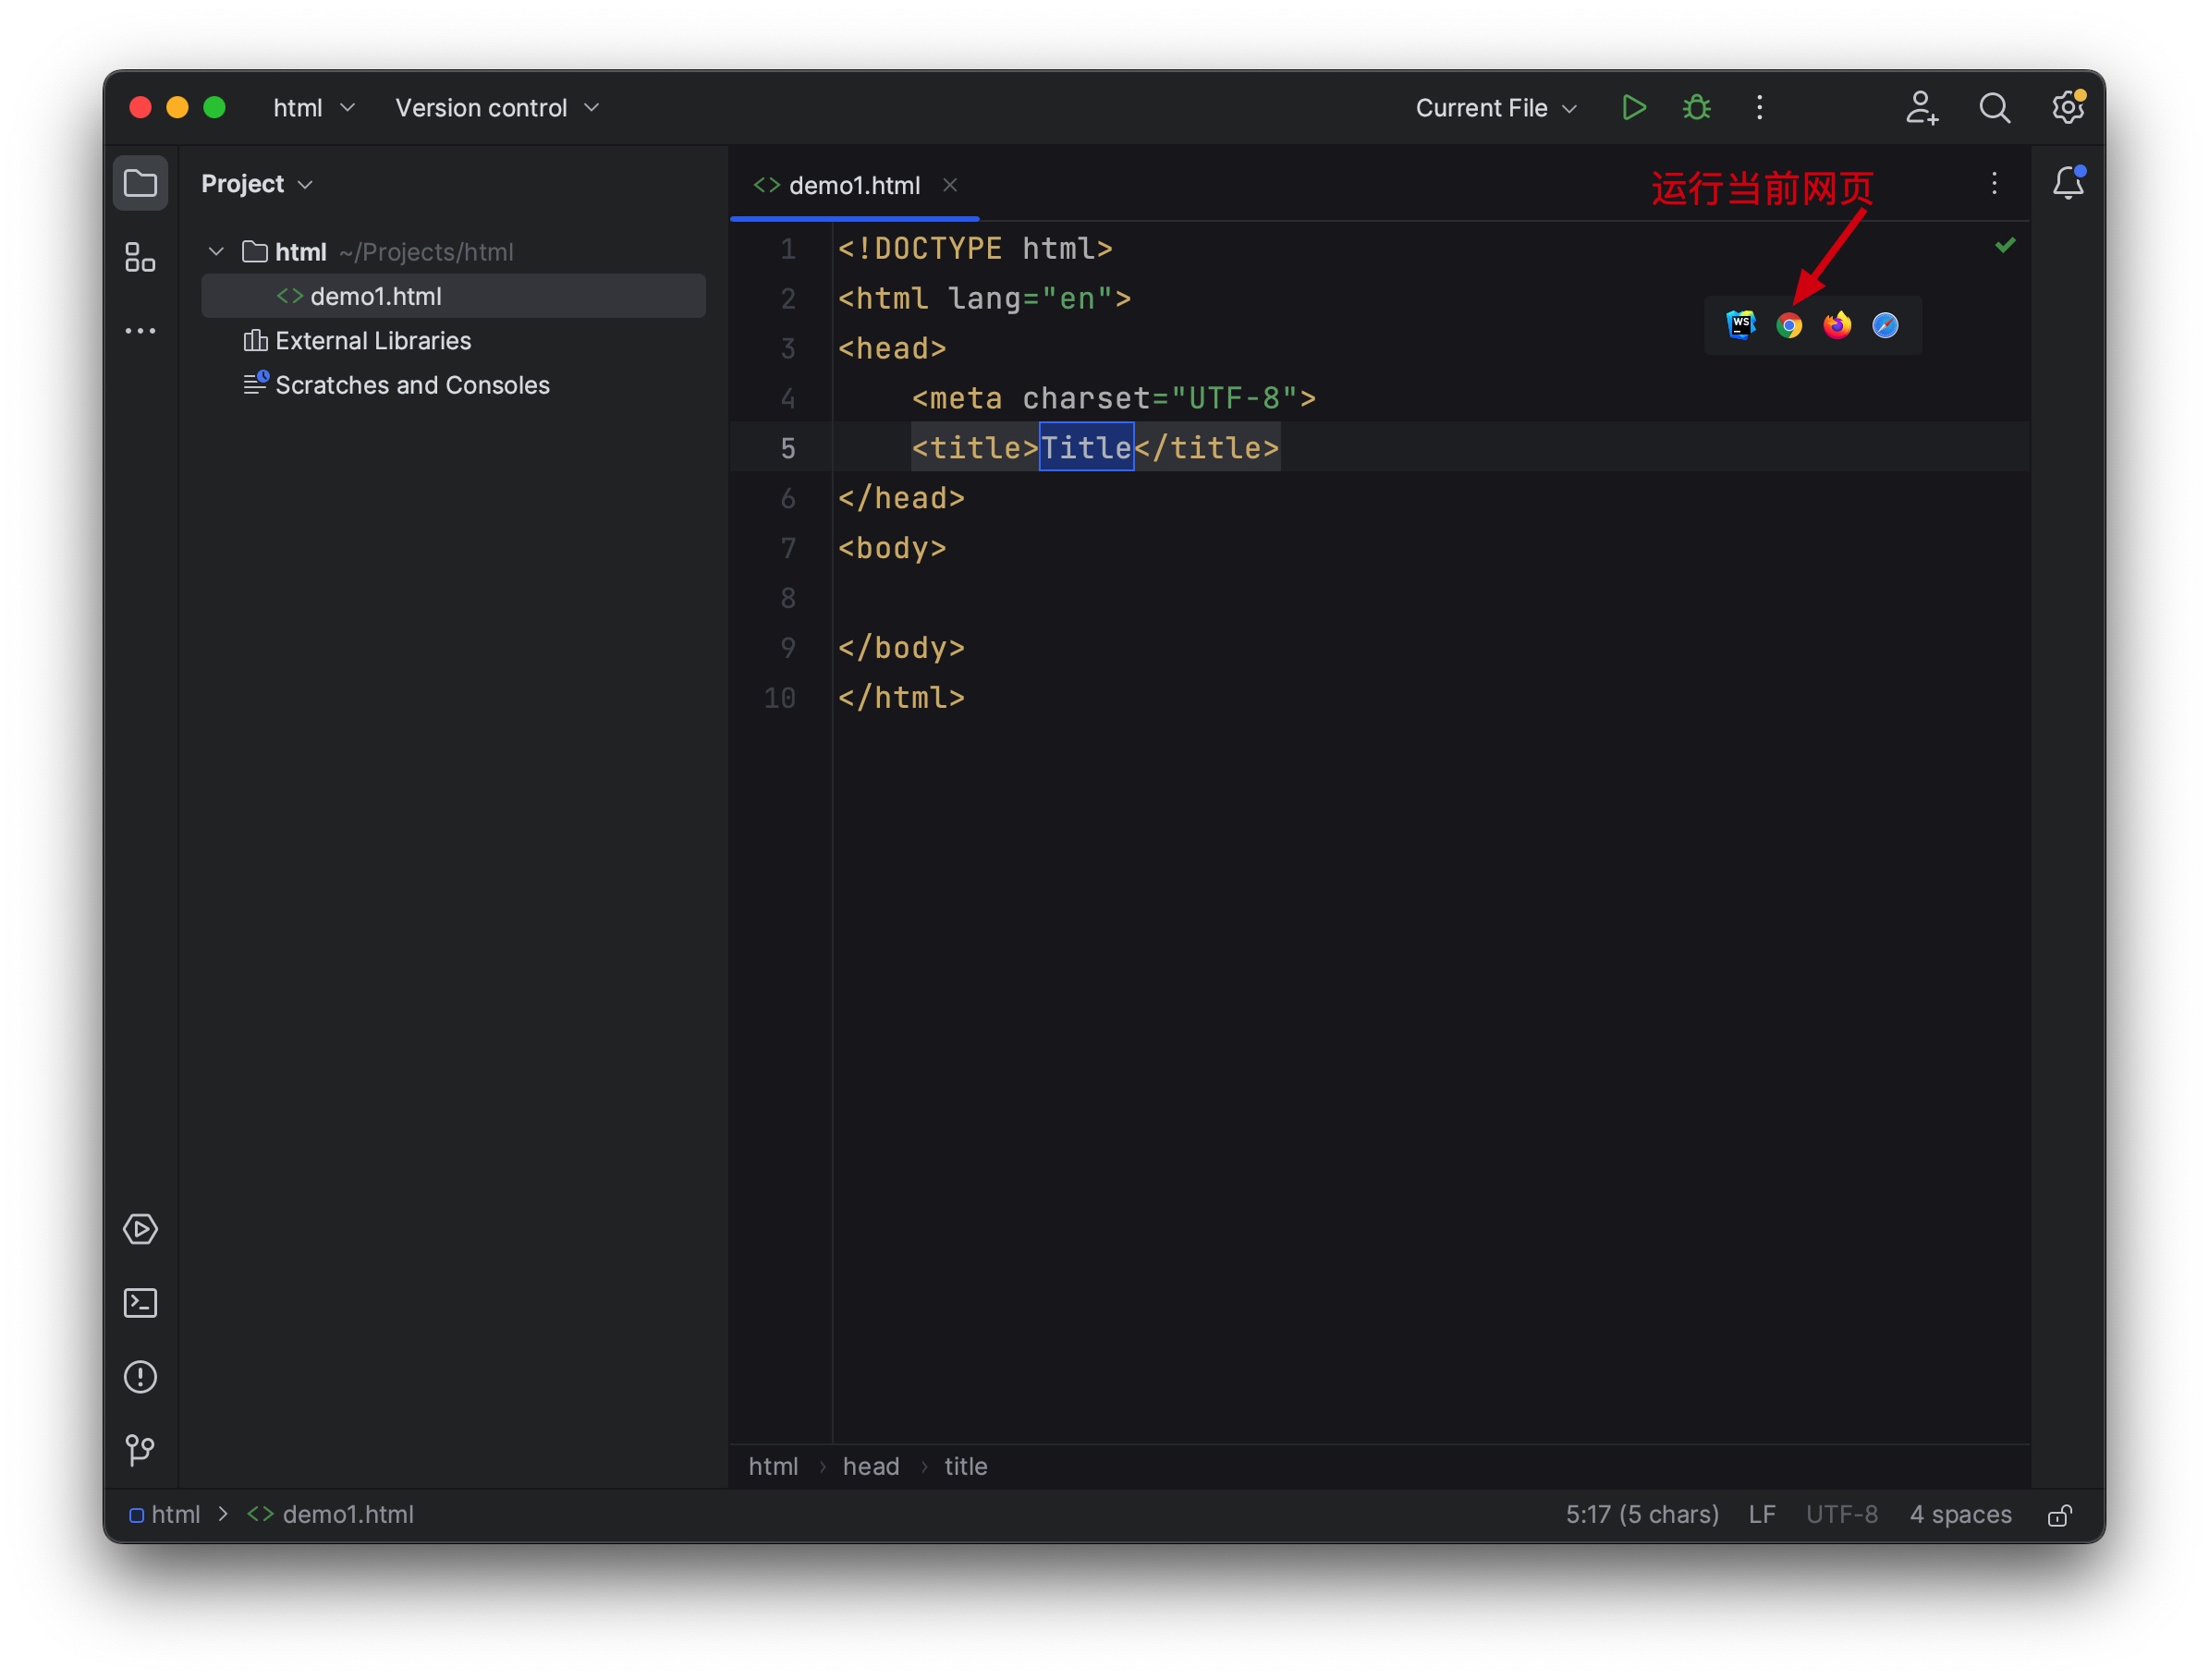 html Version control Current File
Project
demo1.html
运行当前网页
html ~/Projects/html
demo1.html
External Libraries
Scratches and Consoles
1 <!DOCTYPE html>
2 <html lang="en">
3 <head>
4 <meta charset="UTF-8">
5 <title>Title</title>
6 </head>
7 <body>
8
9 </body>
10 </html>
WS
html › head › title
html > demo1.html 5:17 (5 chars) LF UTF-8 4 spaces